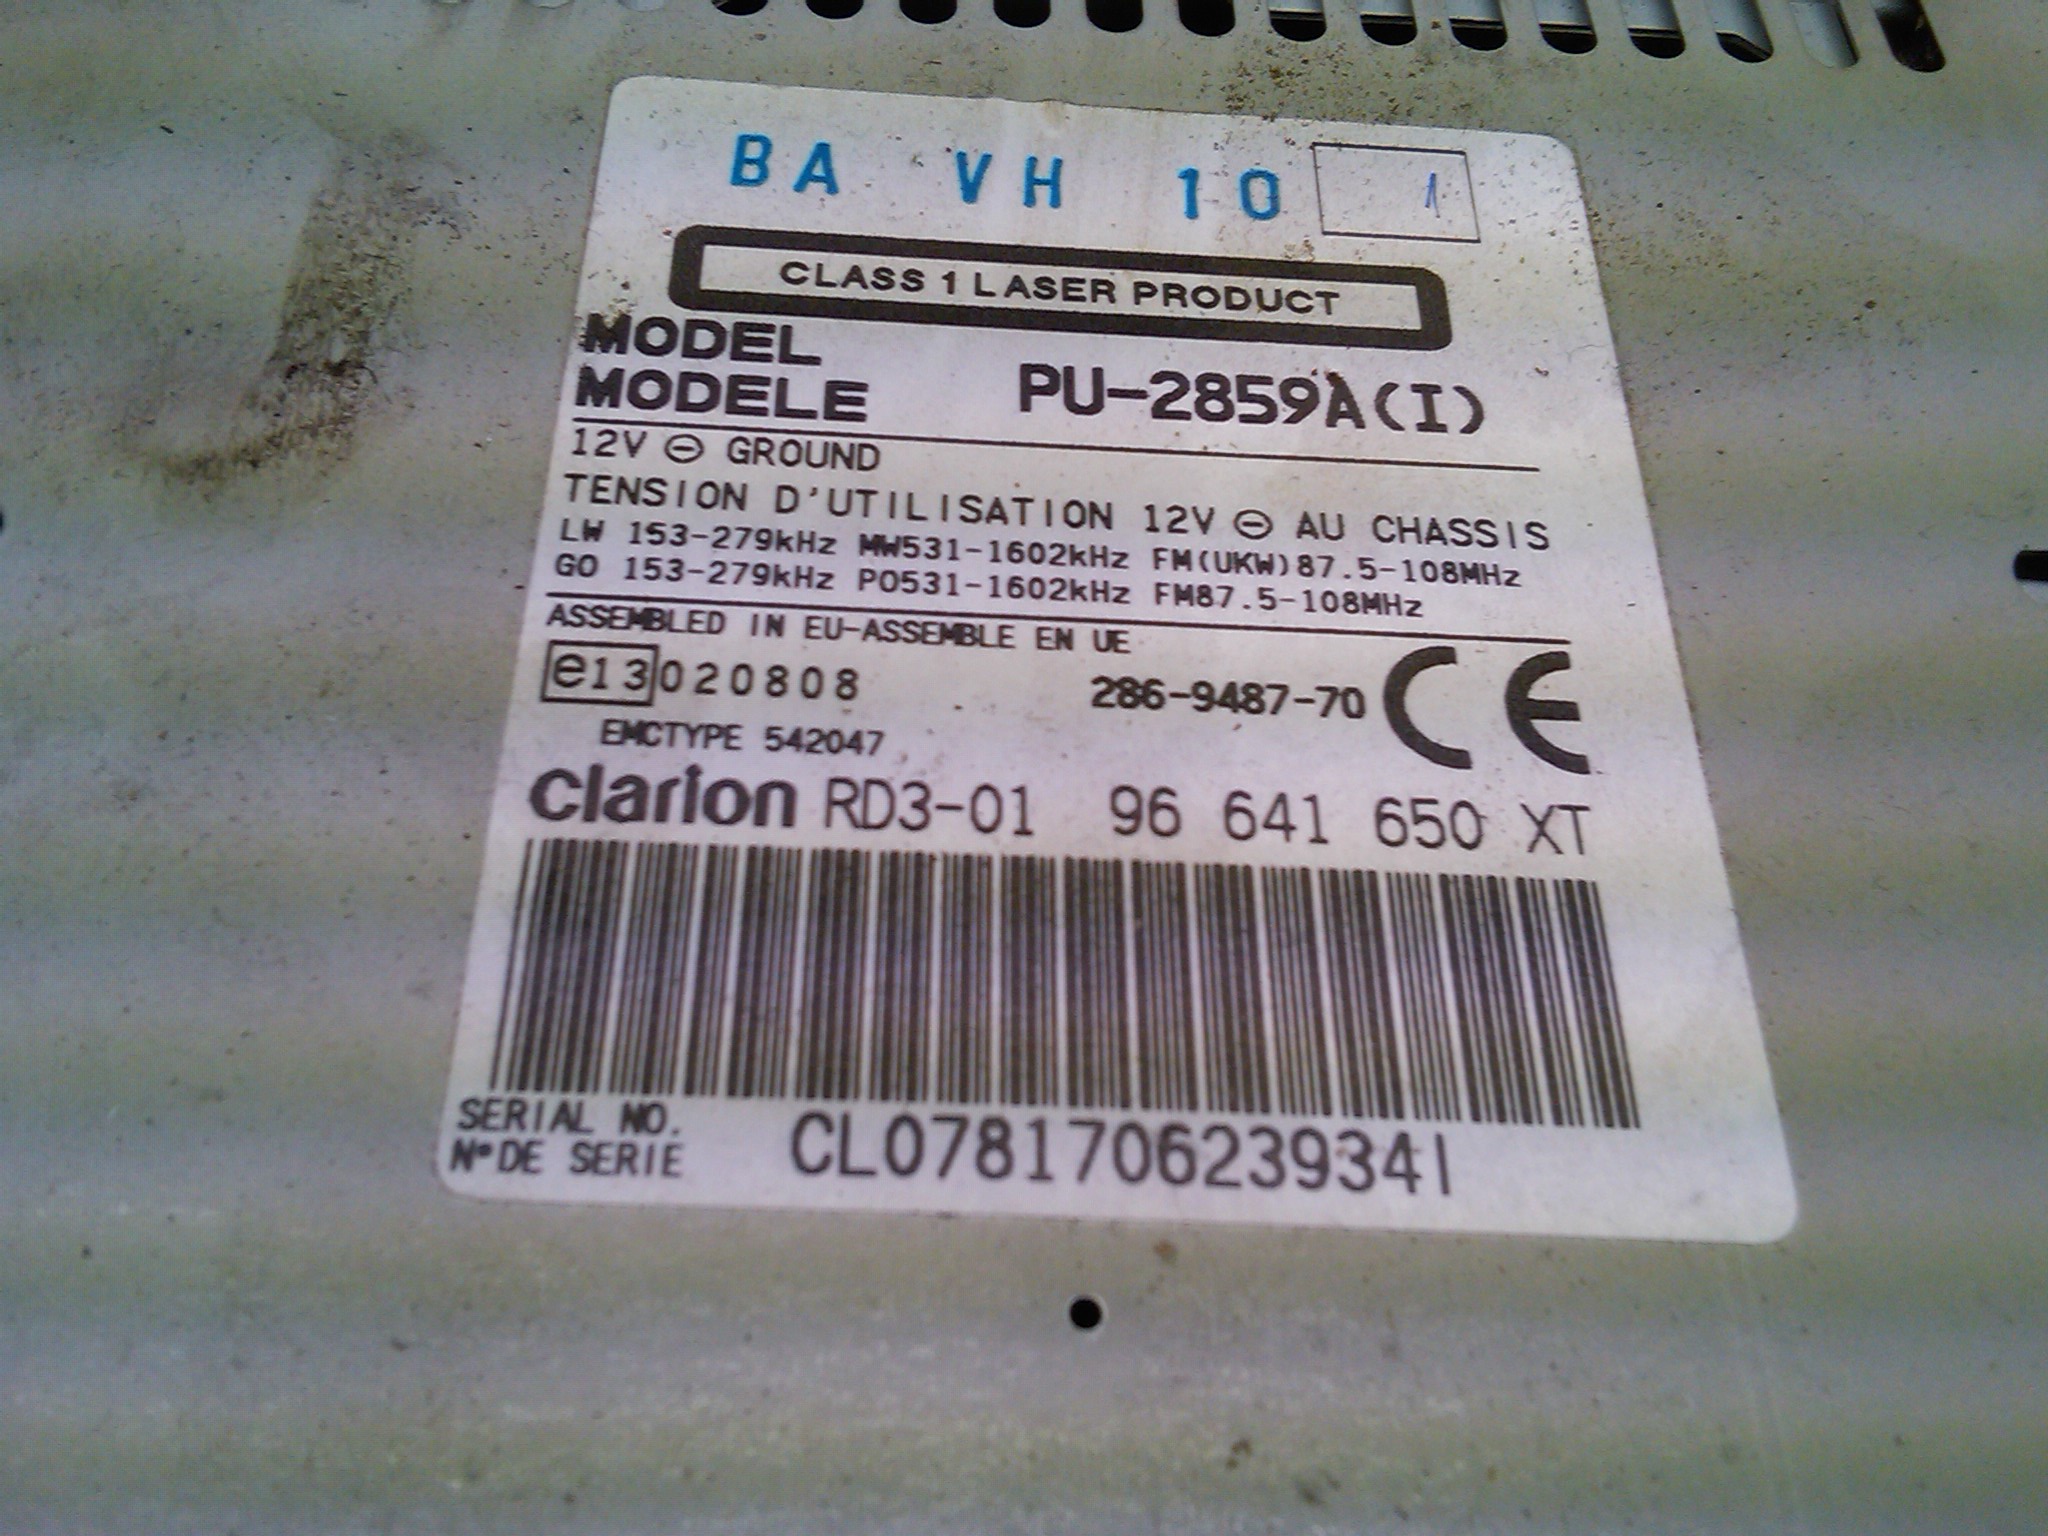 BA VH 10 1
CLASS 1 LASER PRODUCT
MODEL
MODELE PU-2859A(I)
12V ⊖ GROUND
TENSION D'UTILISATION 12V ⊖ AU CHASSIS
LW 153-279kHz MW531-1602kHz FM(UKW)87.5-108MHz
GO 153-279kHz PO531-1602kHz FM87.5-108MHz
ASSEMBLED IN EU-ASSEMBLE EN UE
e13 020808 286-9487-70 CE
EMCTYPE 542047
clarion RD3-01 96 641 650 XT
SERIAL NO.
N° DE SERIE CL078170623934I